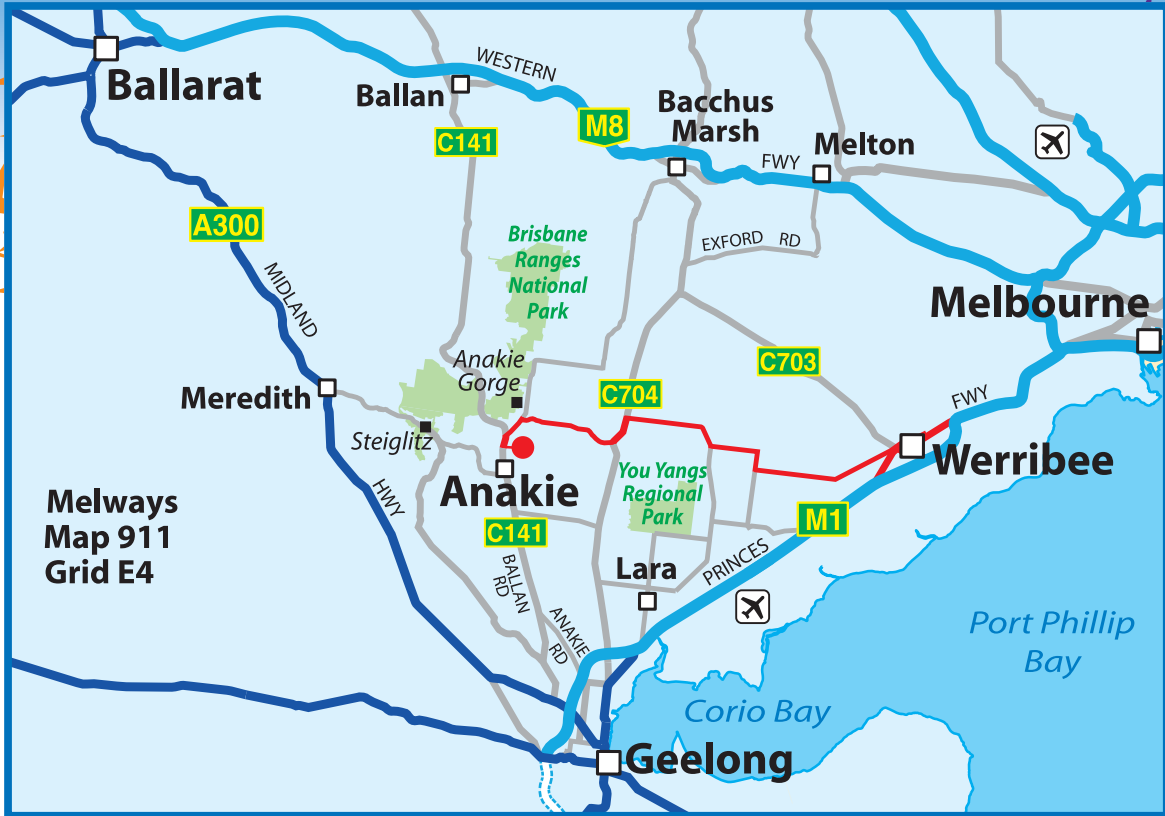 Ballarat
Ballan
WESTERN
M8
Bacchus
Marsh
FWY
Melton
C141
A300
MIDLAND
Brisbane
Ranges
National
Park
EXFORD RD
Melbourne
Anakie
Gorge
C703
C704
FWY
Meredith
Steiglitz
Werribee
Anakie
You Yangs
Regional
Park
HWY
Melways
Map 911
Grid E4
C141
M1
PRINCES
Lara
BALLAN
RD
ANAKIE
RD
Port Phillip
Bay
Corio Bay
Geelong